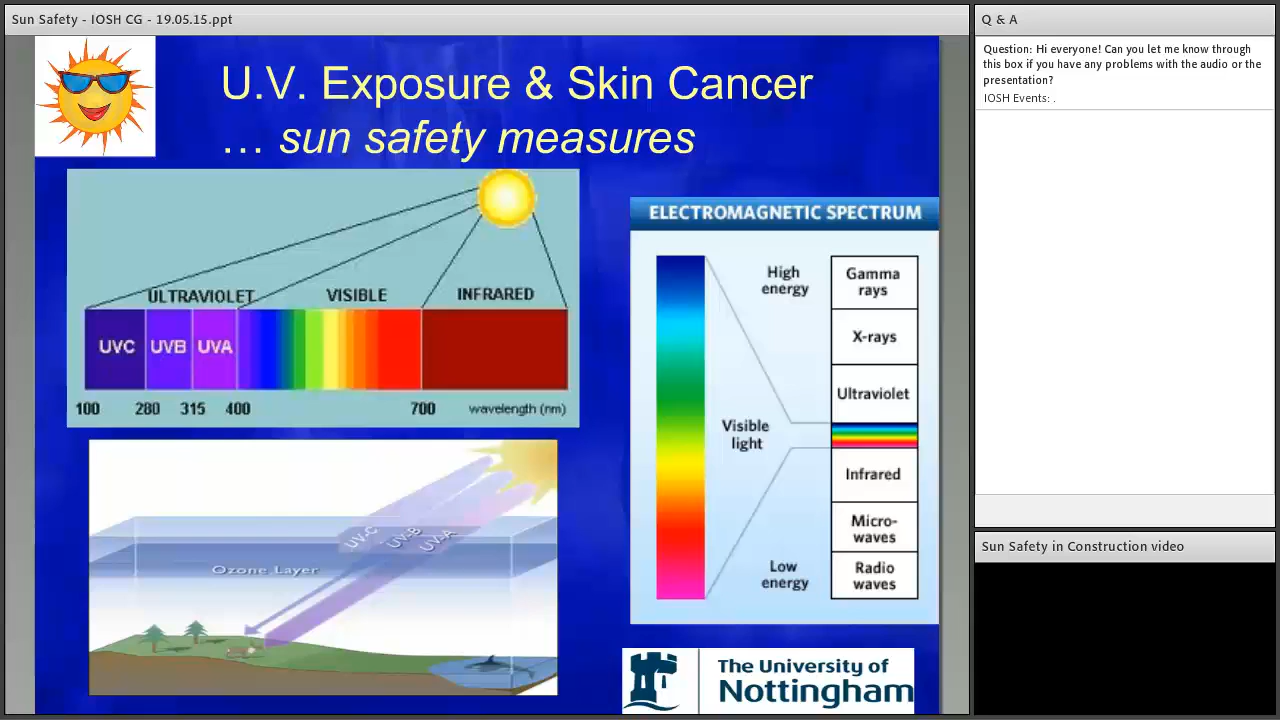 Sun Safety - IOSH CG - 19.05.15.ppt
U.V. Exposure & Skin Cancer
… sun safety measures
ULTRAVIOLET VISIBLE INFRARED
UVC UVB UVA
100 280 315 400 700 wavelength (nm)
UV-C UV-B UV-A
Ozone Layer
ELECTROMAGNETIC SPECTRUM
High
energy
Visible
light
Low
energy
Gamma
rays
X-rays
Ultraviolet
Infrared
Micro-
waves
Radio
waves
The University of
Nottingham
Q & A
Question: Hi everyone! Can you let me know through
this box if you have any problems with the audio or the
presentation?
IOSH Events: .
Sun Safety in Construction video